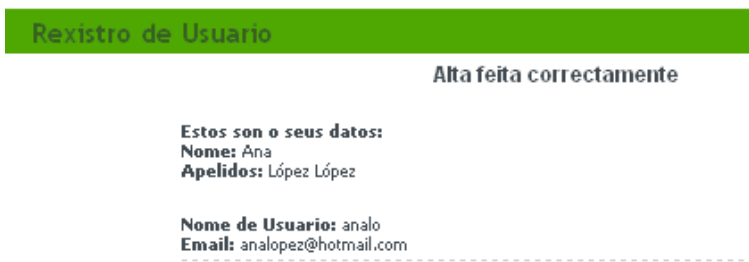 Rexistro de Usuario
Alta feita correctamente
Estos son o seus datos:
Nome: Ana
Apelidos: López López
Nome de Usuario: analo
Email: analopez@hotmail.com